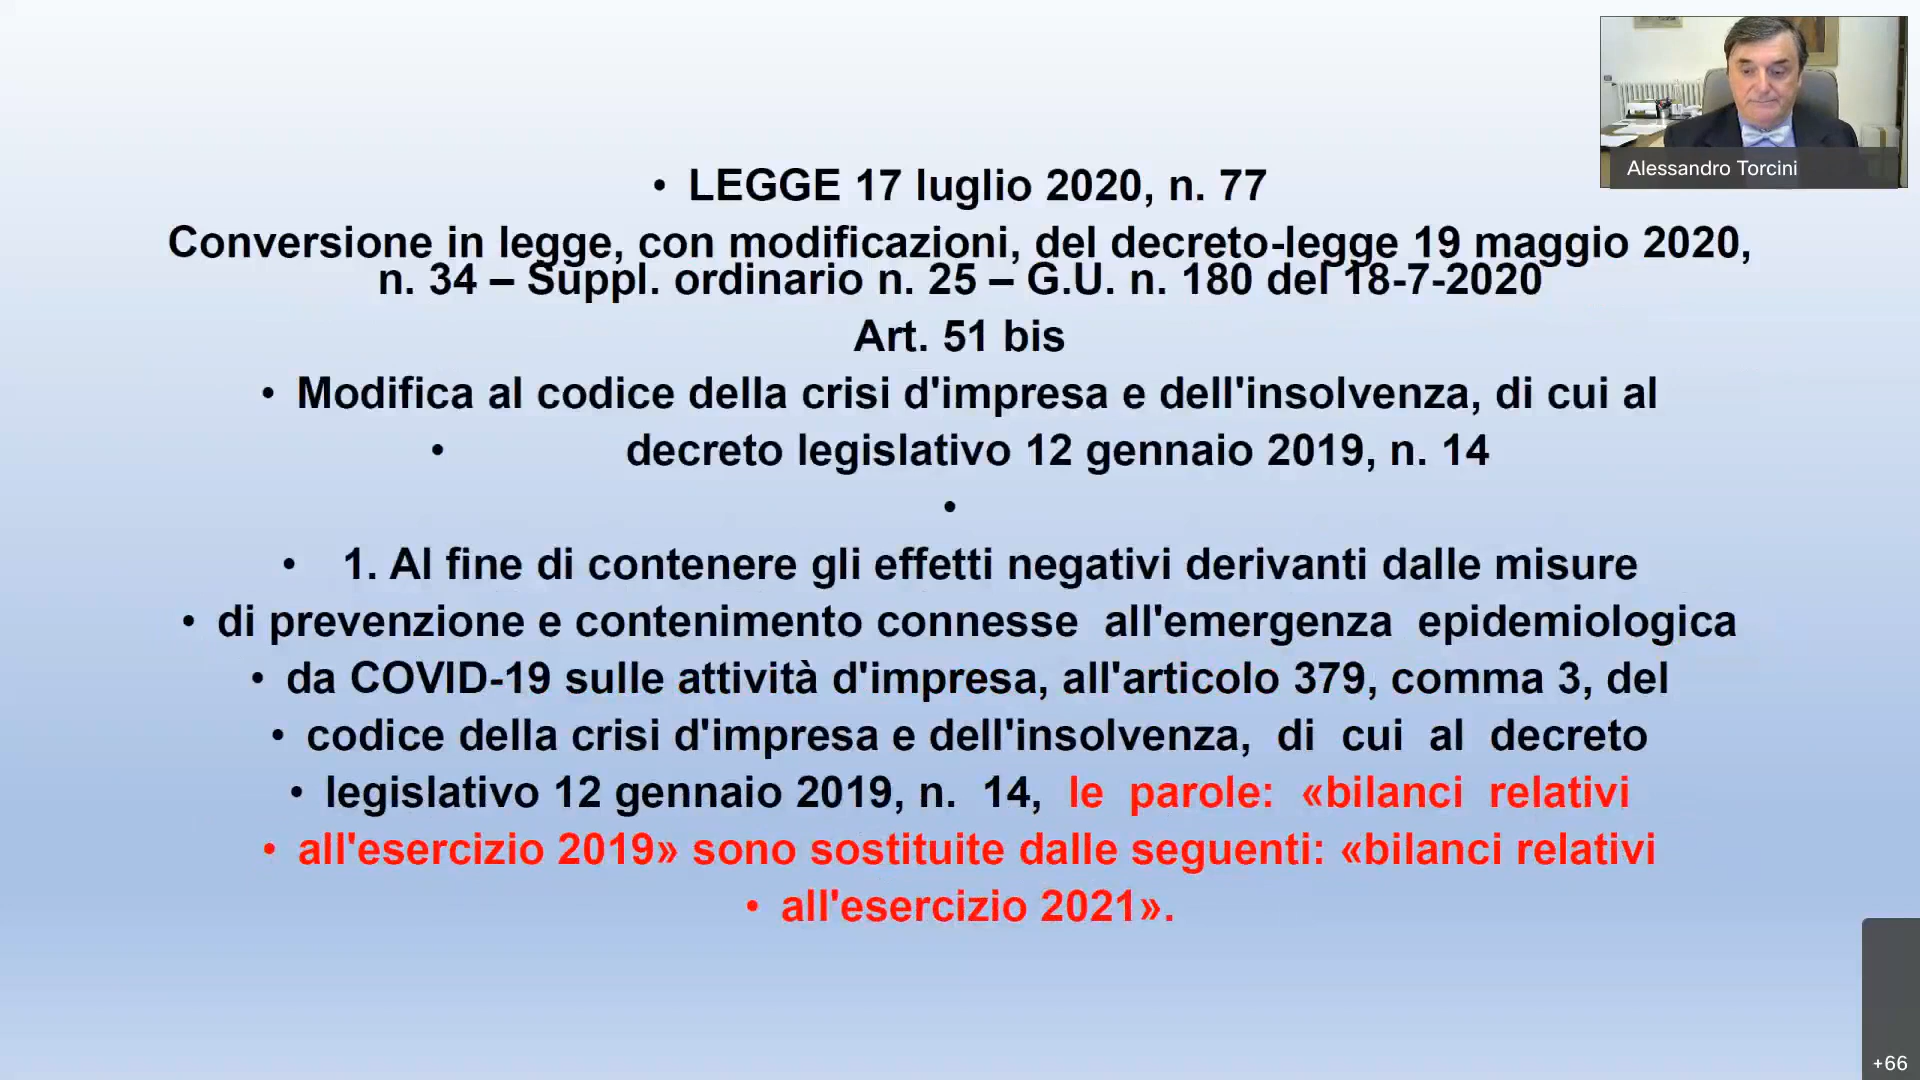 • LEGGE 17 luglio 2020, n. 77
Conversione in legge, con modificazioni, del decreto-legge 19 maggio 2020,
n. 34 – Suppl. ordinario n. 25 – G.U. n. 180 del 18-7-2020
Art. 51 bis
• Modifica al codice della crisi d'impresa e dell'insolvenza, di cui al
• decreto legislativo 12 gennaio 2019, n. 14
•
• 1. Al fine di contenere gli effetti negativi derivanti dalle misure
• di prevenzione e contenimento connesse all'emergenza epidemiologica
• da COVID-19 sulle attività d'impresa, all'articolo 379, comma 3, del
• codice della crisi d'impresa e dell'insolvenza, di cui al decreto
• legislativo 12 gennaio 2019, n. 14, le parole: «bilanci relativi
• all'esercizio 2019» sono sostituite dalle seguenti: «bilanci relativi
• all'esercizio 2021».
Alessandro Torcini
+66